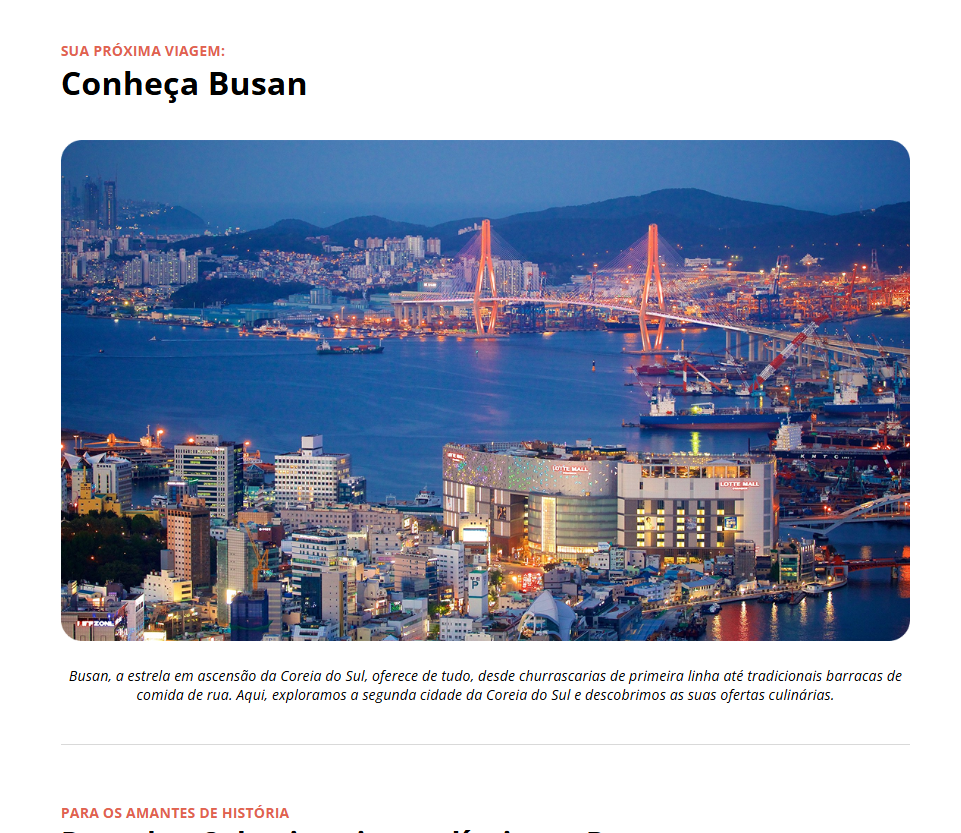 SUA PRÓXIMA VIAGEM:
Conheça Busan
LOTTE MALL
LOTTE MALL
KMTC
P
Busan, a estrela em ascensão da Coreia do Sul, oferece de tudo, desde churrascarias de primeira linha até tradicionais barracas de
comida de rua. Aqui, exploramos a segunda cidade da Coreia do Sul e descobrimos as suas ofertas culinárias.
PARA OS AMANTES DE HISTÓRIA